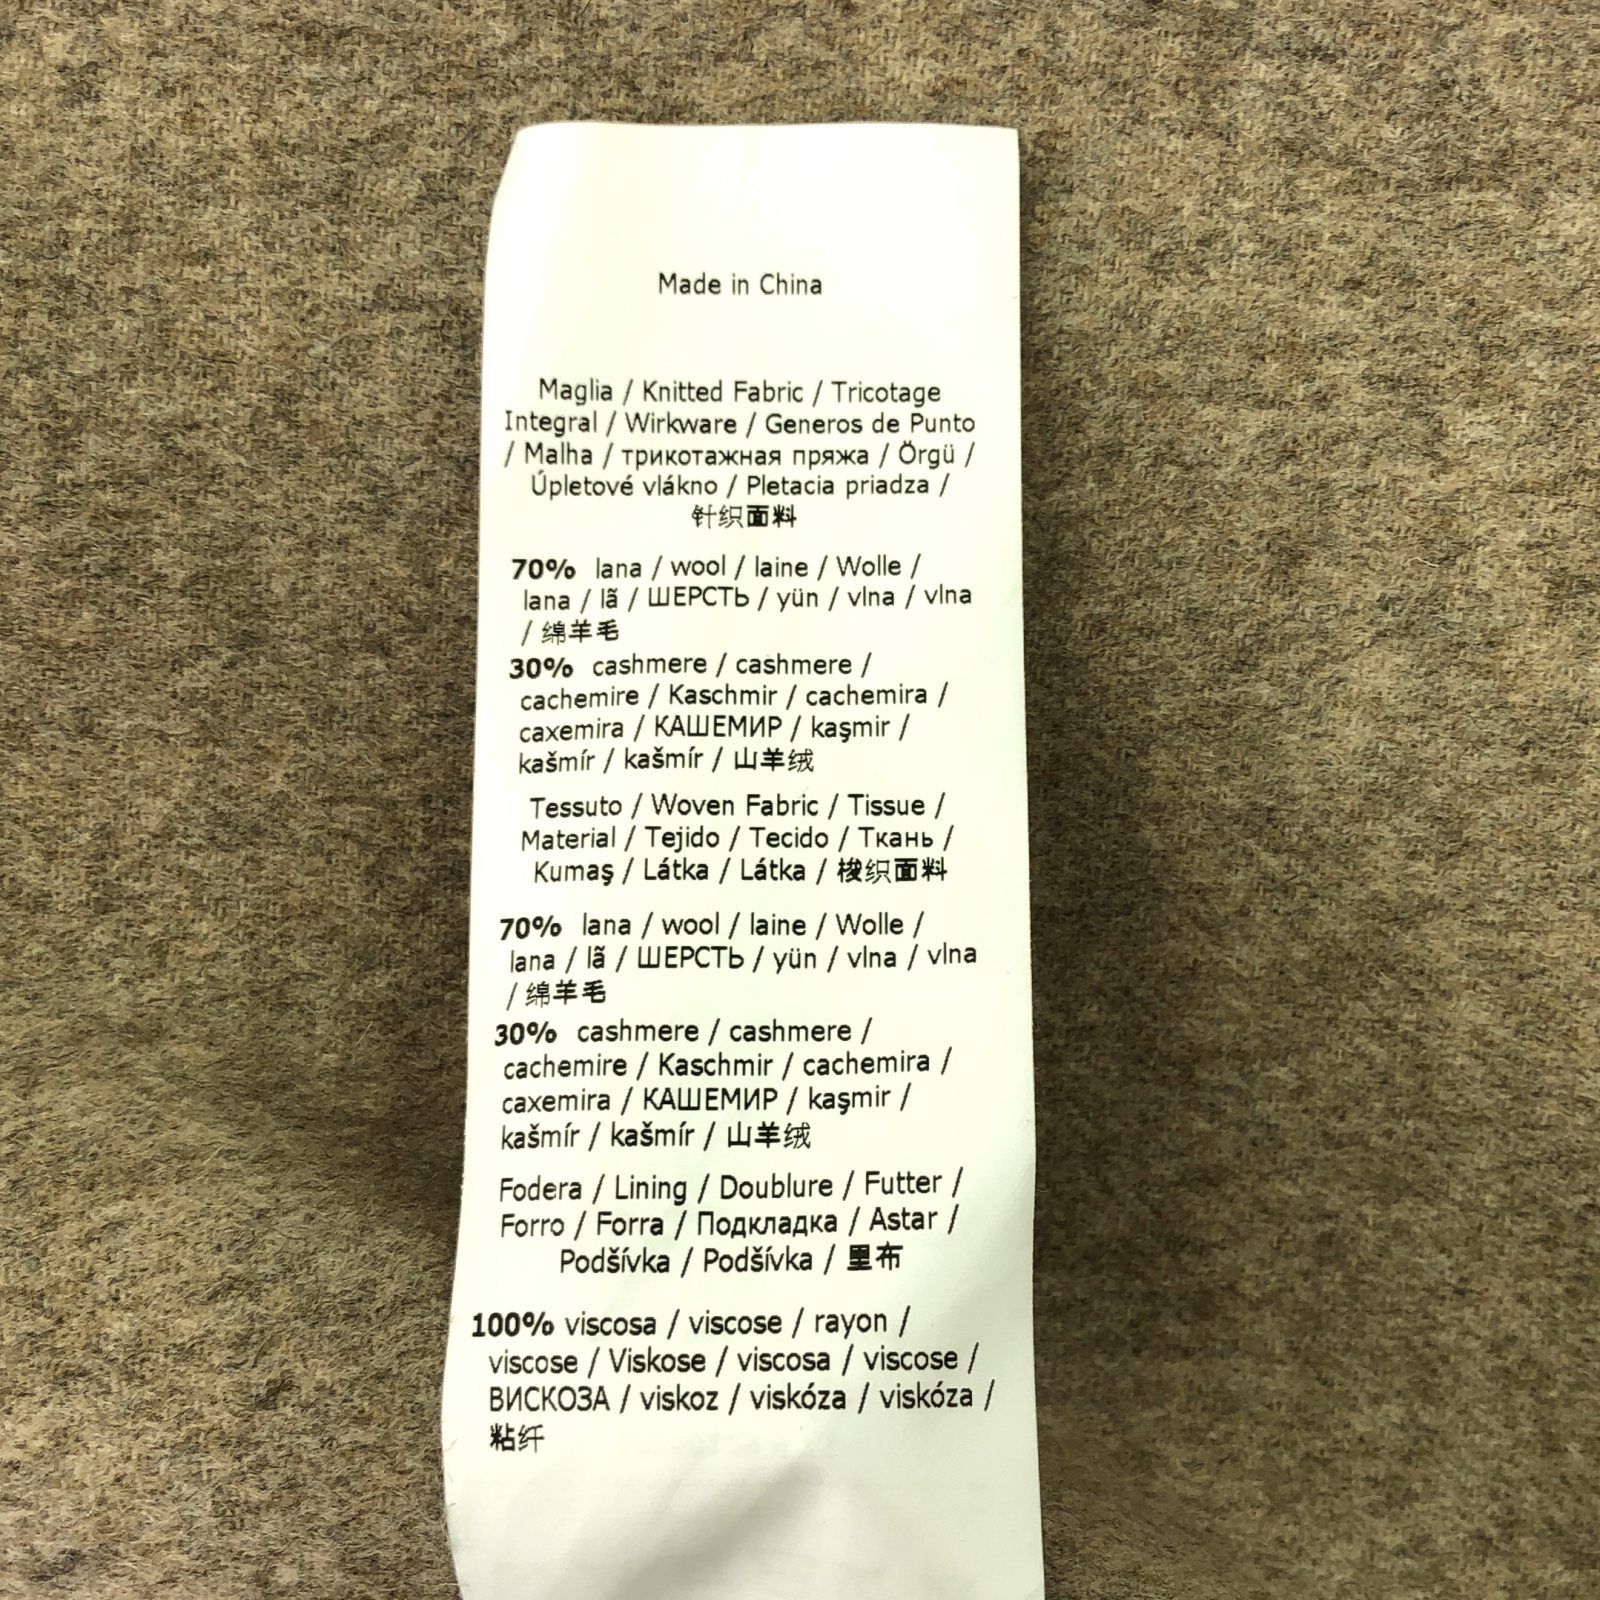 Made in China
Maglia / Knitted Fabric / Tricotage
Integral / Wirkware / Generos de Punto
/ Malha / трикотажная пряжа / Örgü /
Úpletové vlákno / Pletacia priadza /
针织面料
70% lana / wool / laine / Wolle /
lana / lã / ШЕРСТЬ / yün / vlna / vlna
/ 绵羊毛
30% cashmere / cashmere /
cachemire / Kaschmir / cachemira /
caxemira / КАШЕМИР / kaşmir /
kašmír / kašmír / 山羊绒
Tessuto / Woven Fabric / Tissue /
Material / Tejido / Tecido / Ткань /
Kumaş / Látka / Látka / 梭织面料
70% lana / wool / laine / Wolle /
lana / lã / ШЕРСТЬ / yün / vlna / vlna
/ 绵羊毛
30% cashmere / cashmere /
cachemire / Kaschmir / cachemira /
caxemira / КАШЕМИР / kaşmir /
kašmír / kašmír / 山羊绒
Fodera / Lining / Doublure / Futter /
Forro / Forra / Подкладка / Astar /
Podšívka / Podšívka / 里布
100% viscosa / viscose / rayon /
viscose / Viskose / viscosa / viscose /
ВИСКОЗА / viskoz / viskóza / viskóza /
粘纤